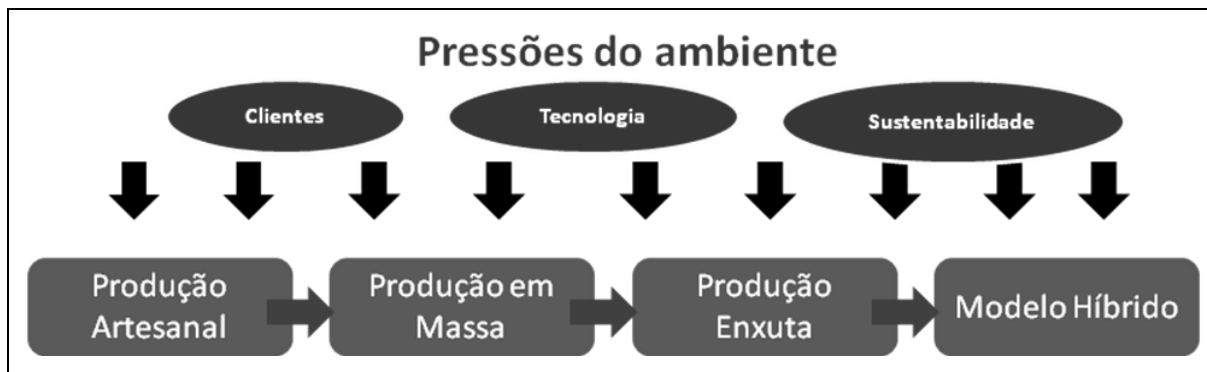 Pressões do ambiente
Clientes
Tecnologia
Sustentabilidade
Produção
Artesanal
Produção em
Massa
Produção
Enxuta
Modelo Híbrido